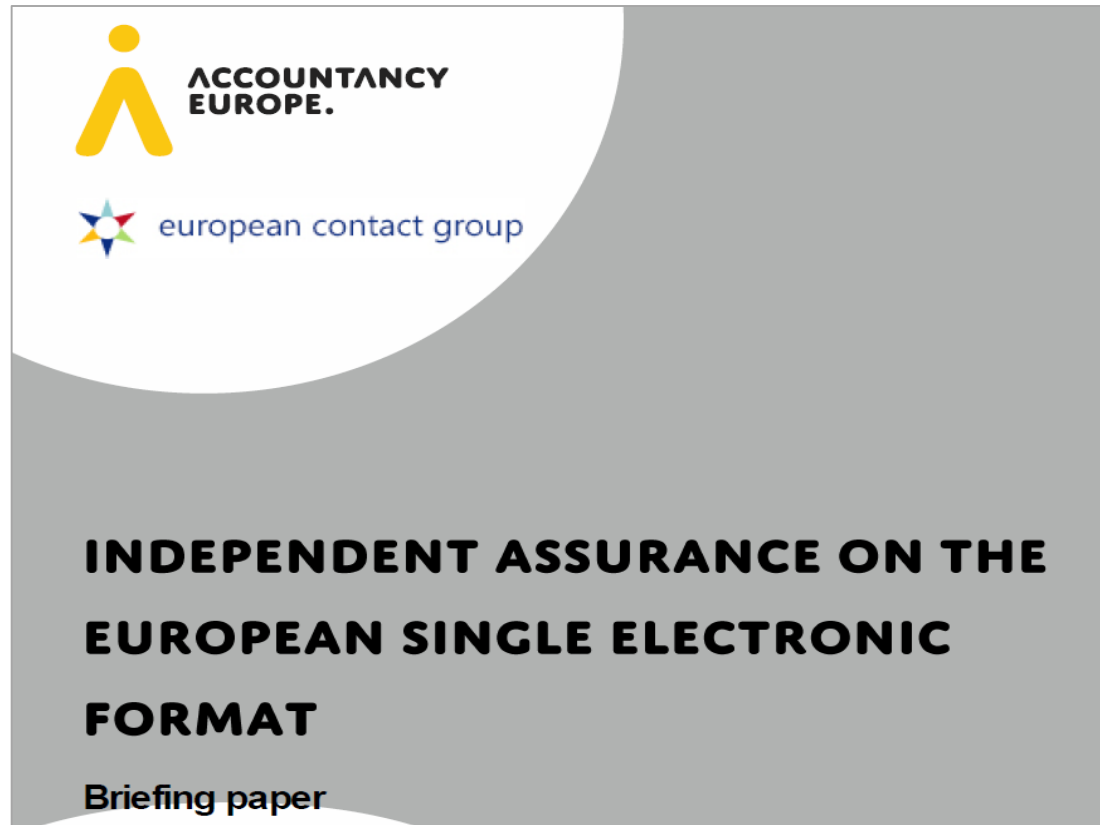 ACCOUNTANCY
EUROPE.
european contact group
INDEPENDENT ASSURANCE ON THE
EUROPEAN SINGLE ELECTRONIC
FORMAT
Briefing paper